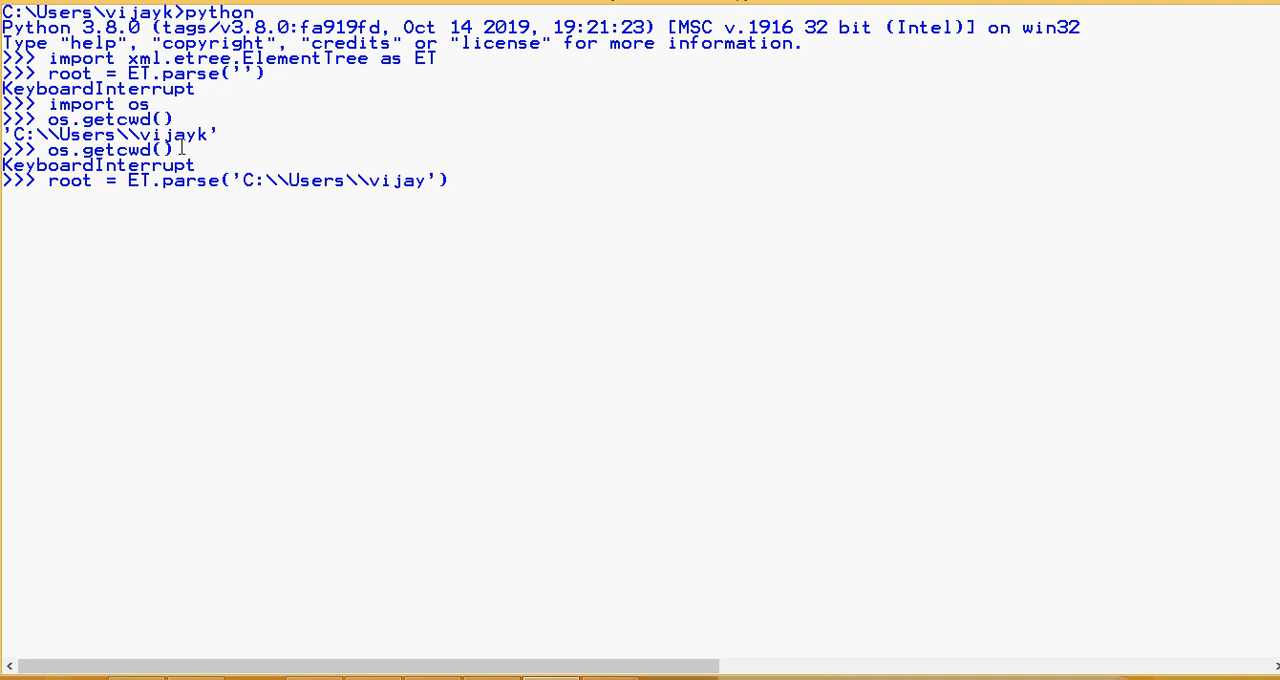 C:\Users\vijayk>python
Python 3.8.0 (tags/v3.8.0:fa919fd, Oct 14 2019, 19:21:23) [MSC v.1916 32 bit (Intel)] on win32
Type "help", "copyright", "credits" or "license" for more information.
>>> import xml.etree.ElementTree as ET
>>> root = ET.parse('')
KeyboardInterrupt
>>> import os
>>> os.getcwd()
'C:\\Users\\vijayk'
>>> os.getcwd()
KeyboardInterrupt
>>> root = ET.parse('C:\\Users\\vijay')